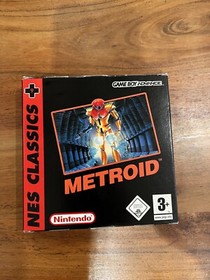 GAME BOY ADVANCE
NES CLASSICS
METROID
Nintendo
3+